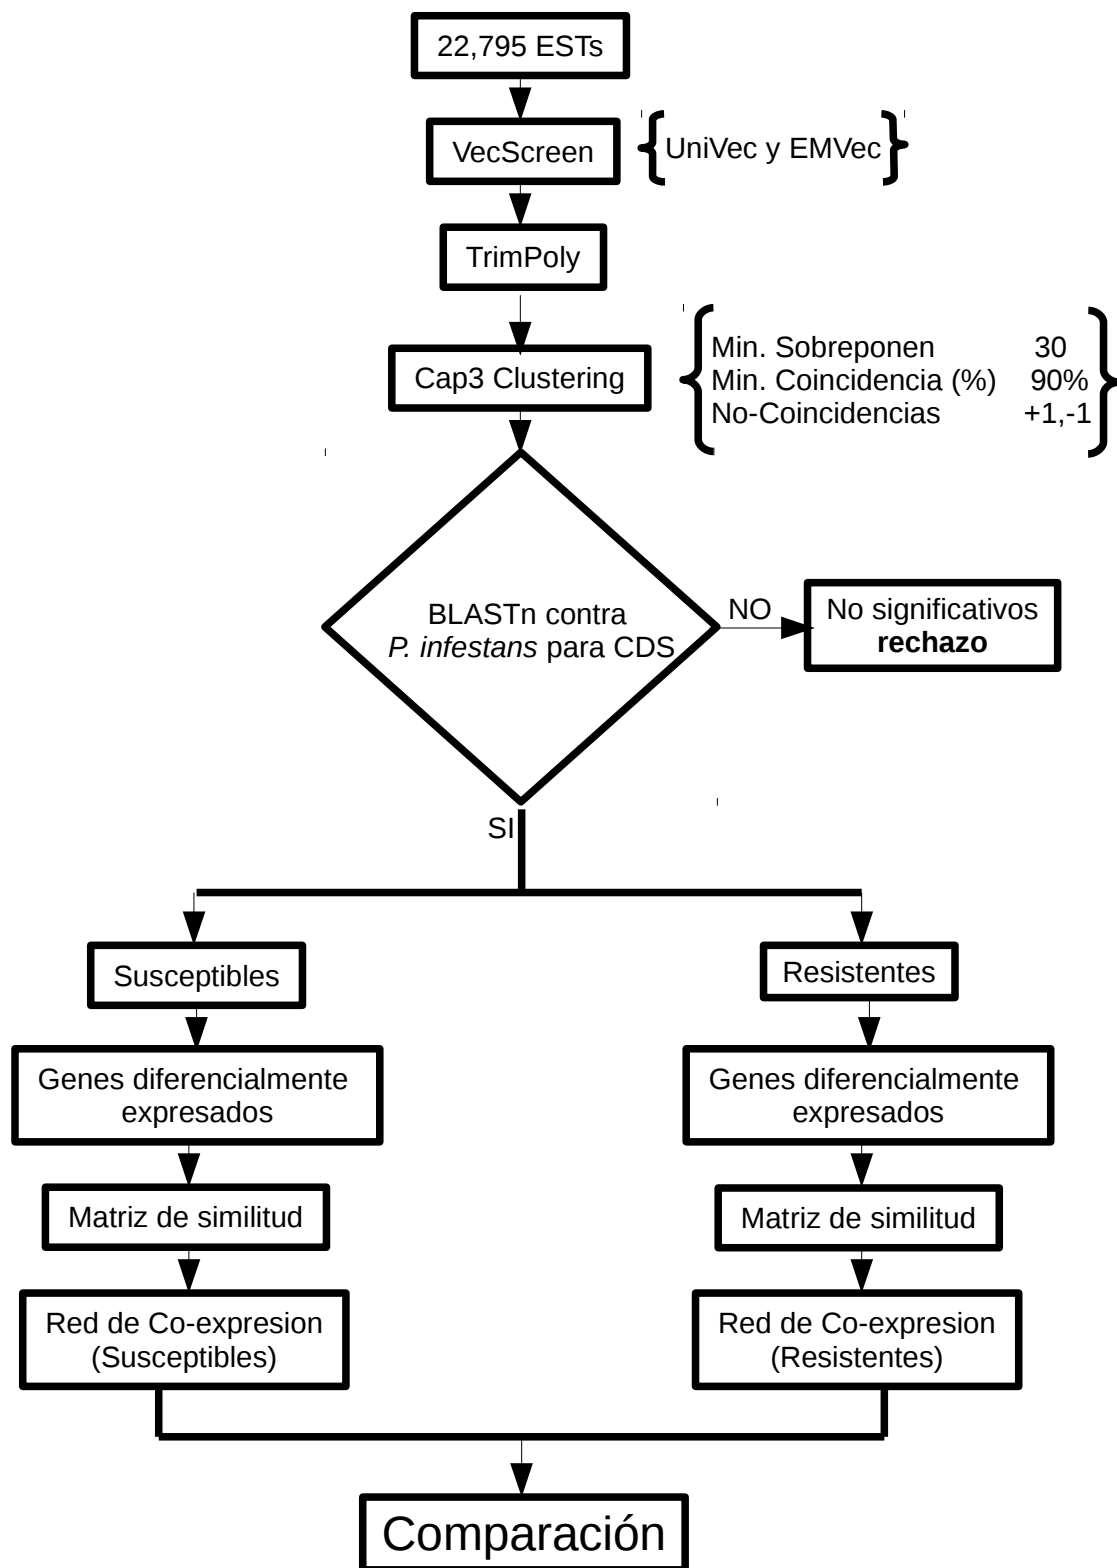 22,795 ESTs
VecScreen
UniVec y EMVec
TrimPoly
Cap3 Clustering
Min. Sobreponen 30
Min. Coincidencia (%) 90%
No-Coincidencias +1,-1
BLASTn contra
P. infestans para CDS
NO
No significativos
rechazo
SI
Susceptibles
Resistentes
Genes diferencialmente
expresados
Genes diferencialmente
expresados
Matriz de similitud
Matriz de similitud
Red de Co-expresion
(Susceptibles)
Red de Co-expresion
(Resistentes)
Comparación